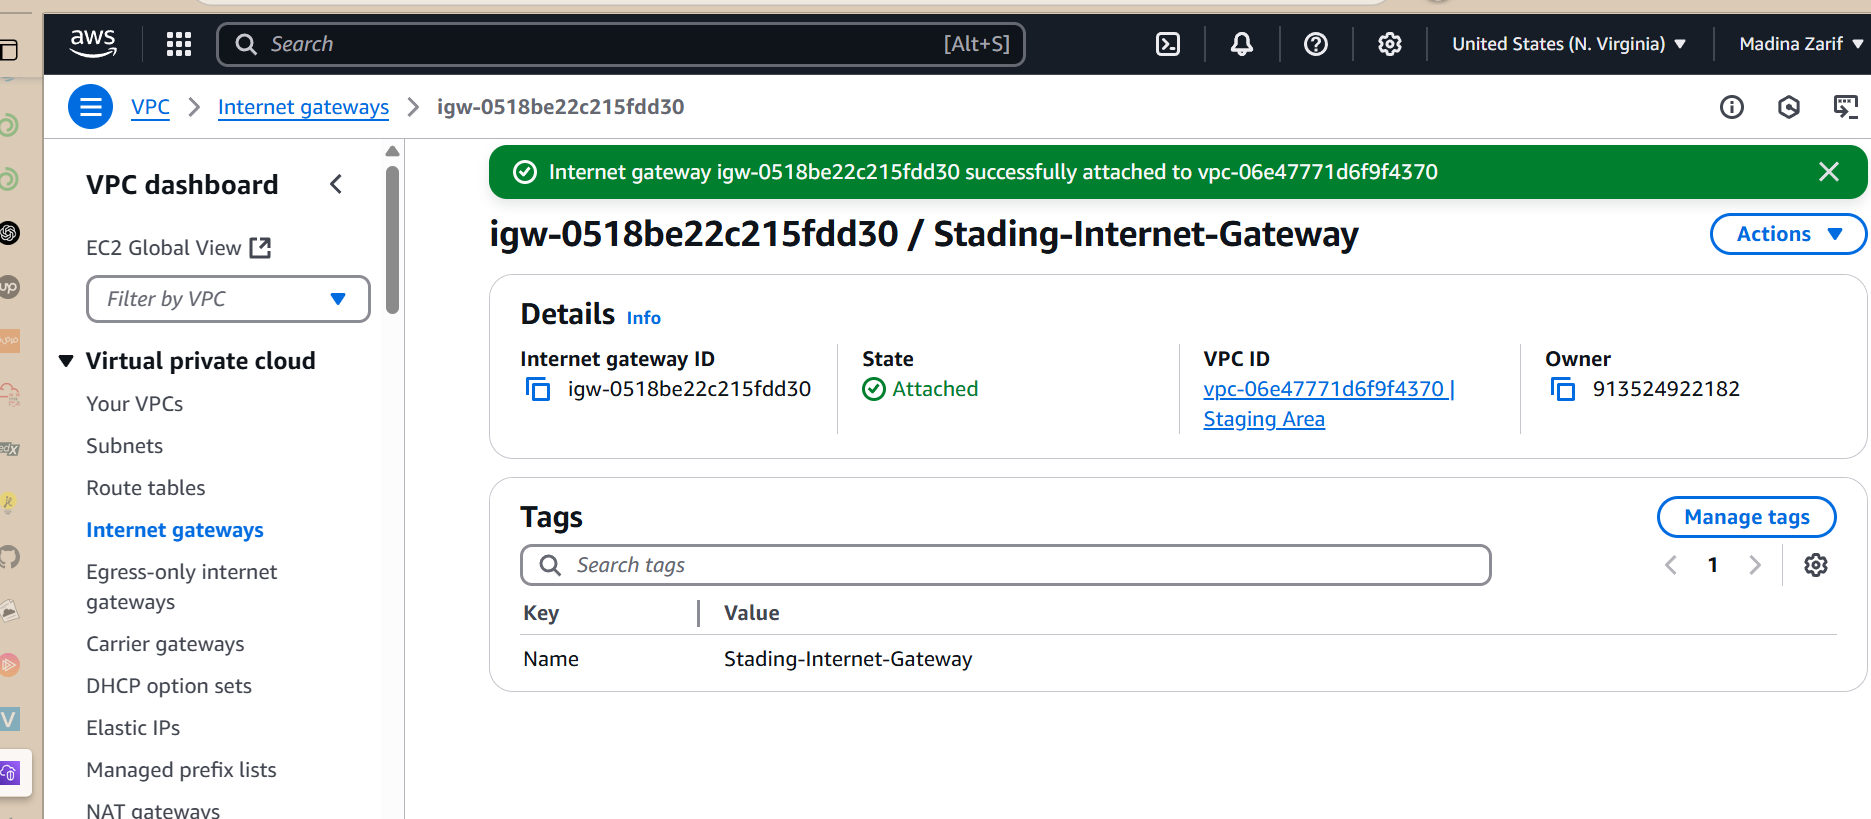 aws
Search
[Alt+S]
United States (N. Virginia)
Madina Zarif
VPC
Internet gateways
igw-0518be22c215fdd30
VPC dashboard
EC2 Global View
Filter by VPC
Virtual private cloud
Your VPCs
Subnets
Route tables
Internet gateways
Egress-only internet
gateways
Carrier gateways
DHCP option sets
Elastic IPs
Managed prefix lists
NAT gateways
Internet gateway igw-0518be22c215fdd30 successfully attached to vpc-06e47771d6f9f4370
igw-0518be22c215fdd30 / Stading-Internet-Gateway
Actions
Details Info
Internet gateway ID
igw-0518be22c215fdd30
State
Attached
VPC ID
vpc-06e47771d6f9f4370 |
Staging Area
Owner
913524922182
Tags
Manage tags
Search tags
1
Key
Value
Name
Stading-Internet-Gateway